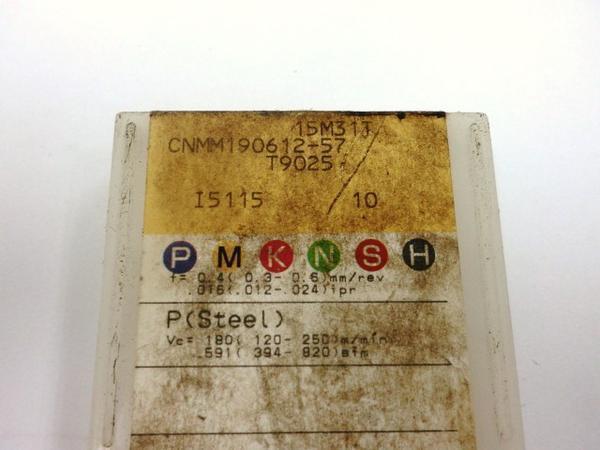 15M31T
CNMM190612-57
T9025
I5115 10
P M K N S H
f= 0.4( 0.3- 0.6)mm/rev
.016(.012-.024)ipr
P(Steel)
Vc= 180( 120- 250)m/min
.591( 394- 820)sfm